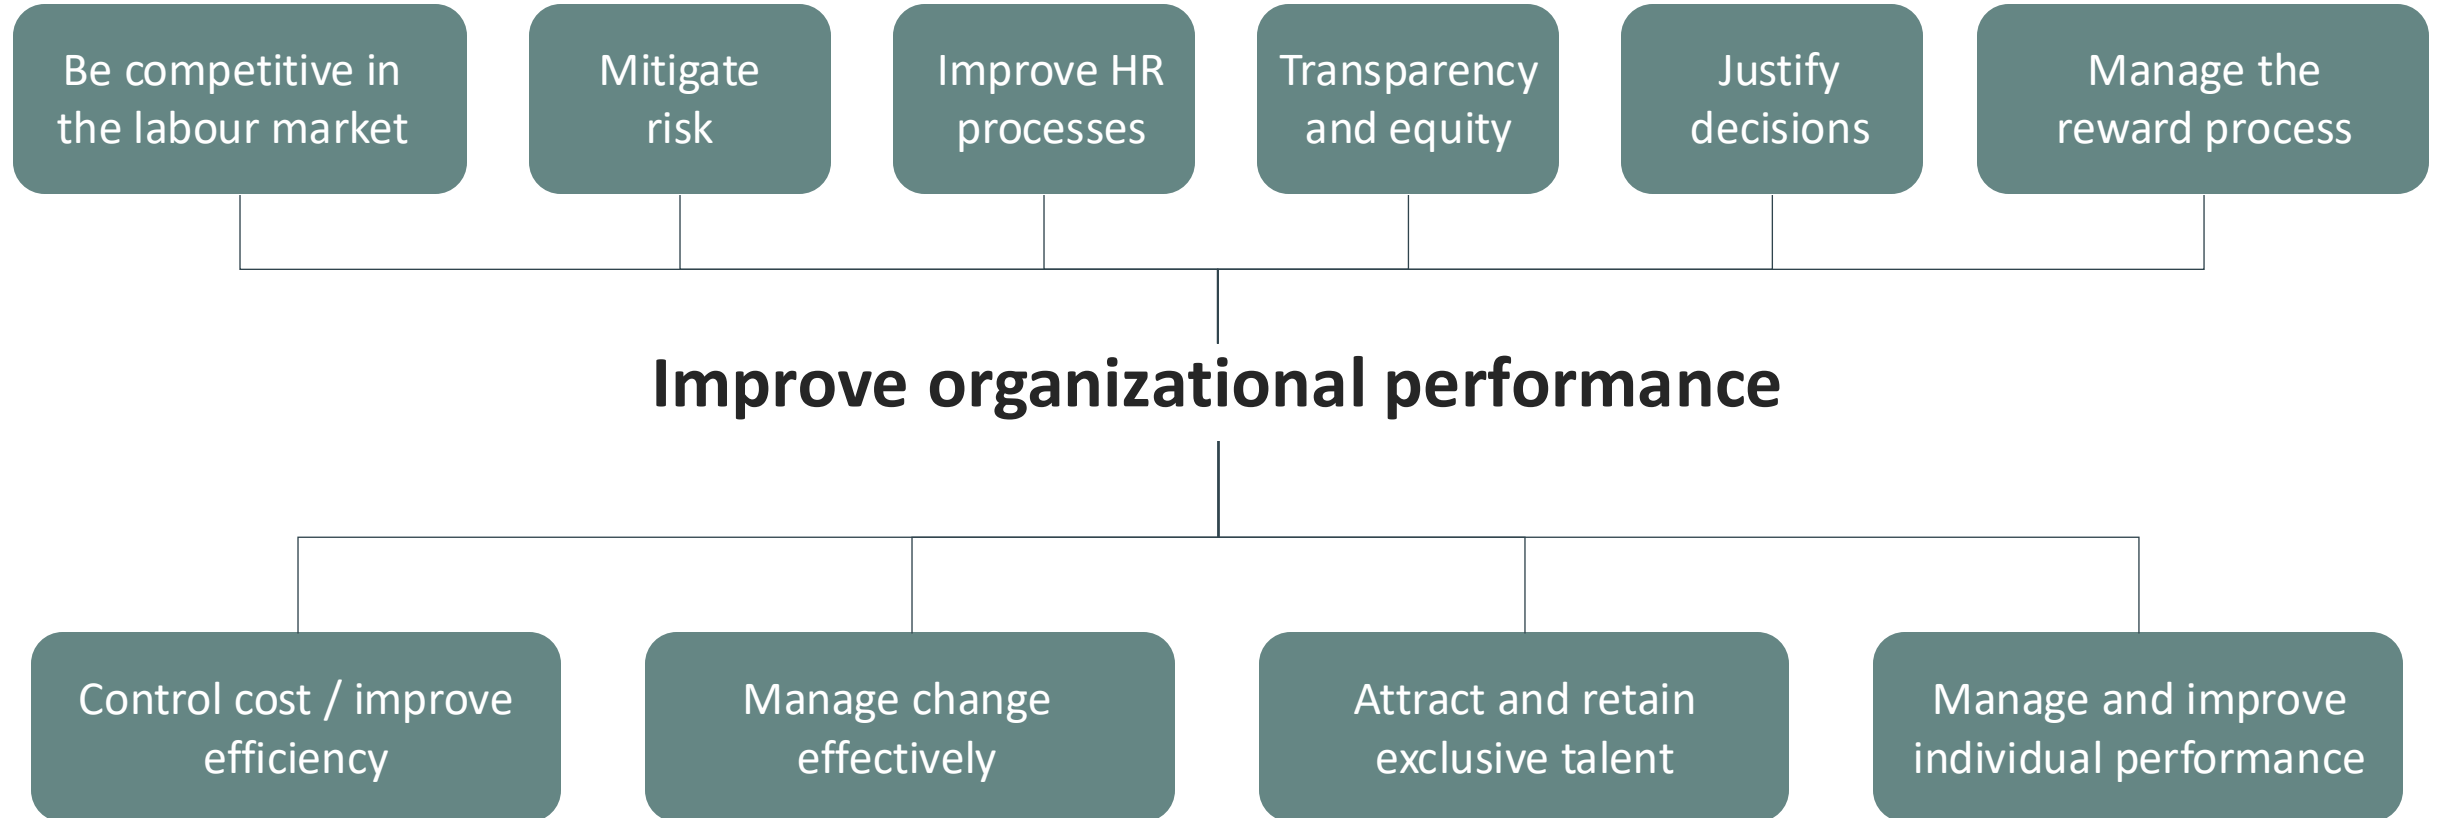 Be competitive in
the labour market
Mitigate
risk
Improve HR
processes
Transparency
and equity
Justify
decisions
Manage the
reward process
Improve organizational performance
Control cost / improve
efficiency
Manage change
effectively
Attract and retain
exclusive talent
Manage and improve
individual performance